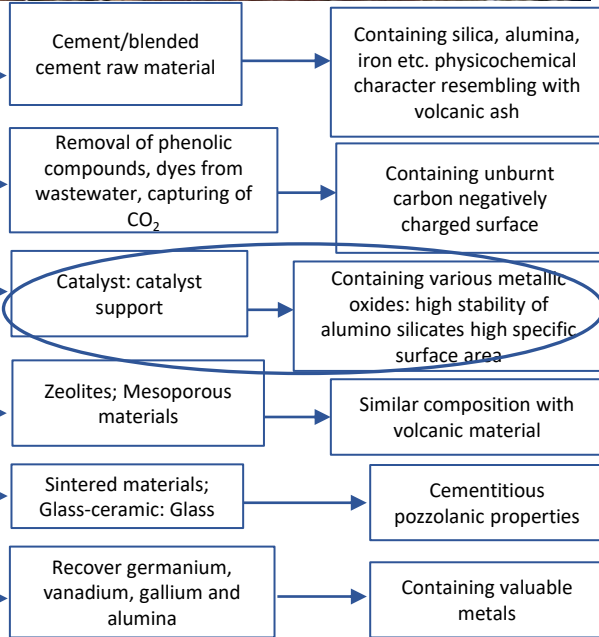 Cement/blended
cement raw material
Containing silica, alumina,
iron etc. physicochemical
character resembling with
volcanic ash
Removal of phenolic
compounds, dyes from
wastewater, capturing of
CO₂
Containing unburnt
carbon negatively
charged surface
Catalyst: catalyst
support
Containing various metallic
oxides: high stability of
alumino silicates high specific
surface area
Zeolites; Mesoporous
materials
Similar composition with
volcanic material
Sintered materials;
Glass-ceramic: Glass
Cementitious
pozzolanic properties
Recover germanium,
vanadium, gallium and
alumina
Containing valuable
metals